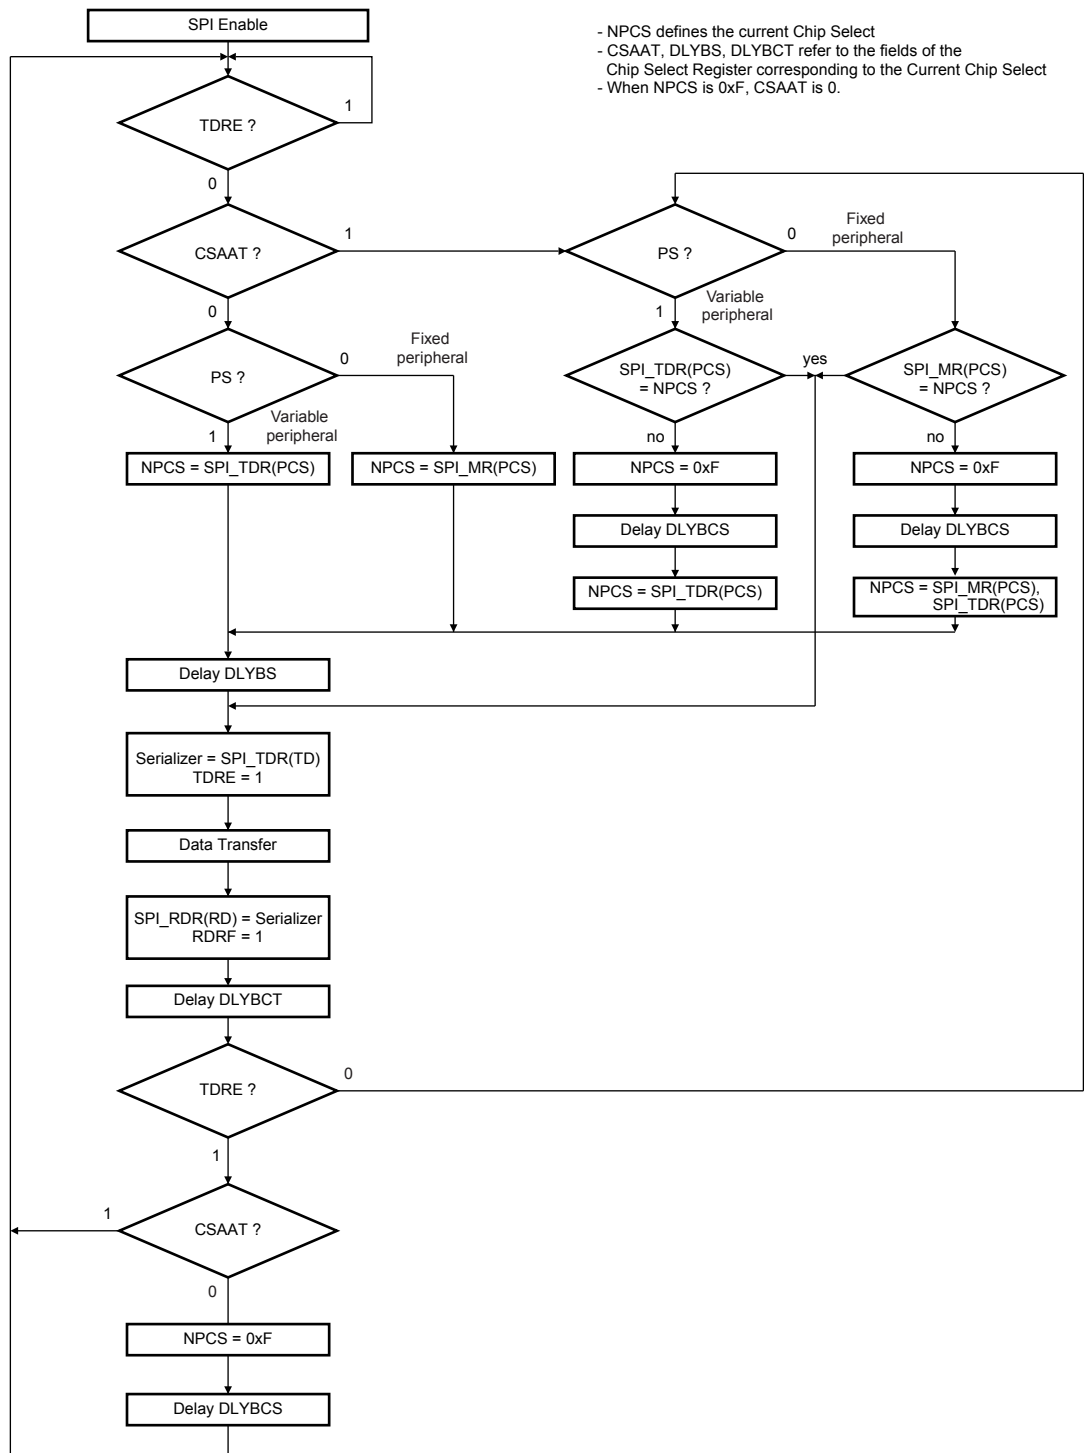 SPI Enable
- NPCS defines the current Chip Select
- CSAAT, DLYBS, DLYBCT refer to the fields of the
Chip Select Register corresponding to the Current Chip Select
- When NPCS is 0xF, CSAAT is 0.
TDRE ?
1
0
CSAAT ?
1
PS ?
0
Fixed
peripheral
0
1
Variable
peripheral
PS ?
0
Fixed
peripheral
SPI_TDR(PCS)
= NPCS ?
yes
SPI_MR(PCS)
= NPCS ?
1
Variable
peripheral
no
no
NPCS = SPI_TDR(PCS)
NPCS = SPI_MR(PCS)
NPCS = 0xF
NPCS = 0xF
Delay DLYBCS
Delay DLYBCS
NPCS = SPI_TDR(PCS)
NPCS = SPI_MR(PCS),
SPI_TDR(PCS)
Delay DLYBS
Serializer = SPI_TDR(TD)
TDRE = 1
Data Transfer
SPI_RDR(RD) = Serializer
RDRF = 1
Delay DLYBCT
TDRE ?
0
1
CSAAT ?
1
0
NPCS = 0xF
Delay DLYBCS